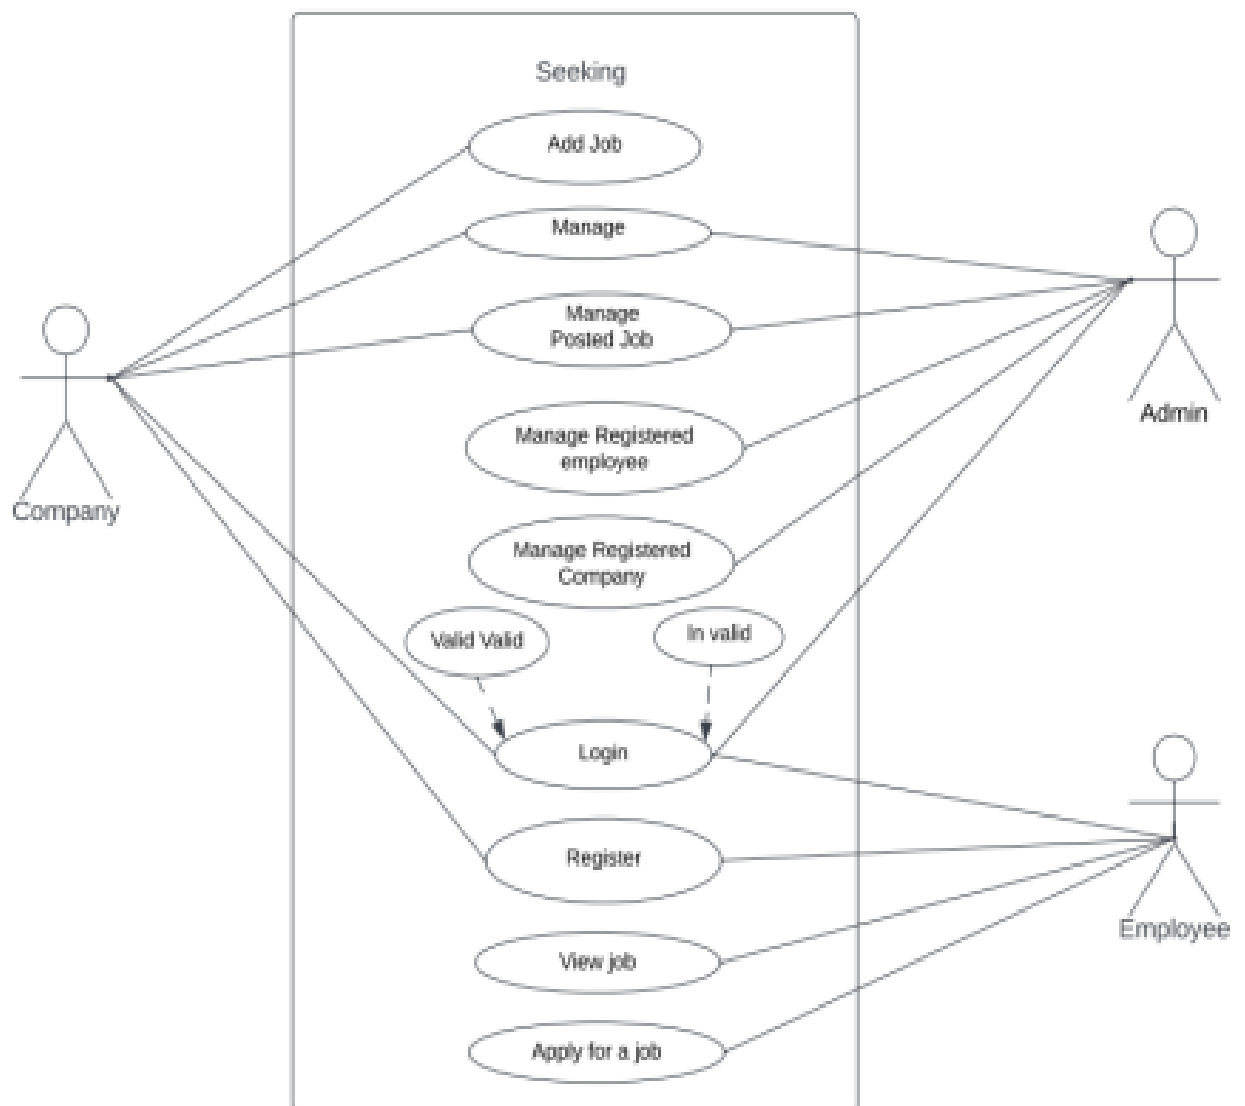 Seeking
Add Job
Manage
Manage
Posted Job
Manage Registered
employee
Manage Registered
Company
Valid Valid
In valid
Login
Register
View job
Apply for a job
Company
Admin
Employee